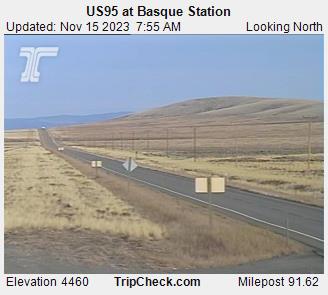 US95 at Basque Station
Updated: Nov 15 2023 7:55 AM Looking North
Elevation 4460 TripCheck.com Milepost 91.62